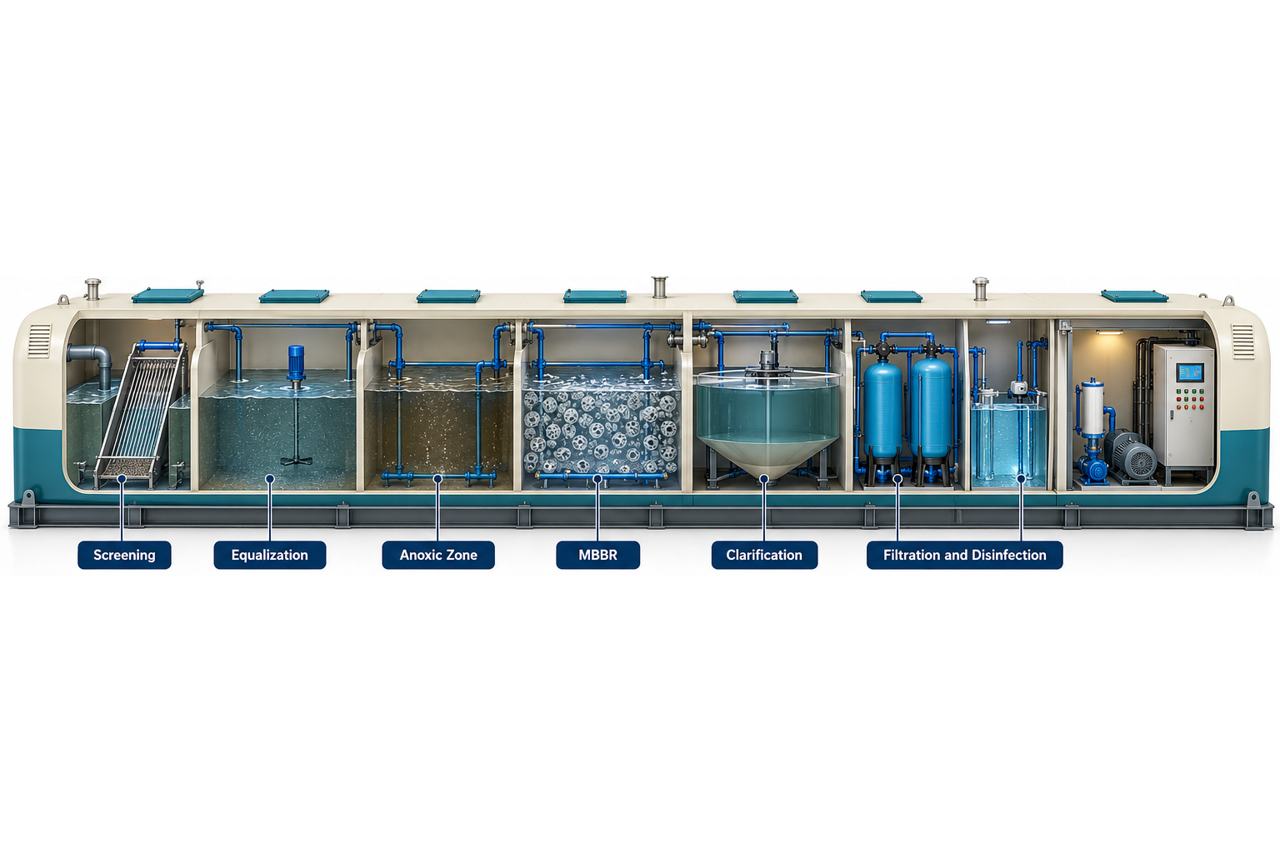 Screening
Equalization
Anoxic Zone
MBBR
Clarification
Filtration and Disinfection